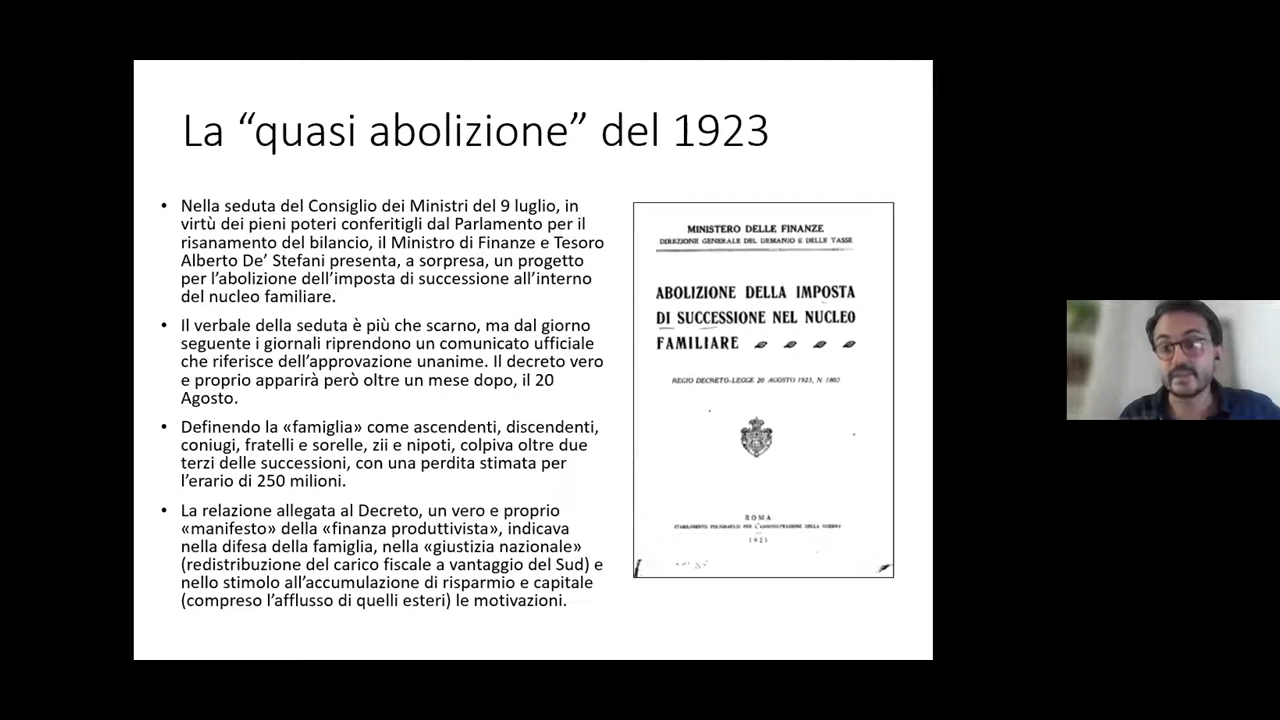 La “quasi abolizione” del 1923
• Nella seduta del Consiglio dei Ministri del 9 luglio, in
virtù dei pieni poteri conferitigli dal Parlamento per il
risanamento del bilancio, il Ministro di Finanze e Tesoro
Alberto De’ Stefani presenta, a sorpresa, un progetto
per l’abolizione dell’imposta di successione all’interno
del nucleo familiare.
• Il verbale della seduta è più che scarno, ma dal giorno
seguente i giornali riprendono un comunicato ufficiale
che riferisce dell’approvazione unanime. Il decreto vero
e proprio apparirà però oltre un mese dopo, il 20
Agosto.
• Definendo la «famiglia» come ascendenti, discendenti,
coniugi, fratelli e sorelle, zii e nipoti, colpiva oltre due
terzi delle successioni, con una perdita stimata per
l’erario di 250 milioni.
• La relazione allegata al Decreto, un vero e proprio
«manifesto» della «finanza produttivista», indicava
nella difesa della famiglia, nella «giustizia nazionale»
(redistribuzione del carico fiscale a vantaggio del Sud) e
nello stimolo all’accumulazione di risparmio e capitale
(compreso l’afflusso di quelli esteri) le motivazioni.
MINISTERO DELLE FINANZE
DIREZIONE GENERALE DEL DEMANIO E DELLE TASSE
ABOLIZIONE DELLA IMPOSTA
DI SUCCESSIONE NEL NUCLEO
FAMILIARE
REGIO DECRETO-LEGGE 20 AGOSTO 1923, N. 1802
ROMA
STABILIMENTO POLIGRAFICO PER L'AMMINISTRAZIONE DELLA GUERRA